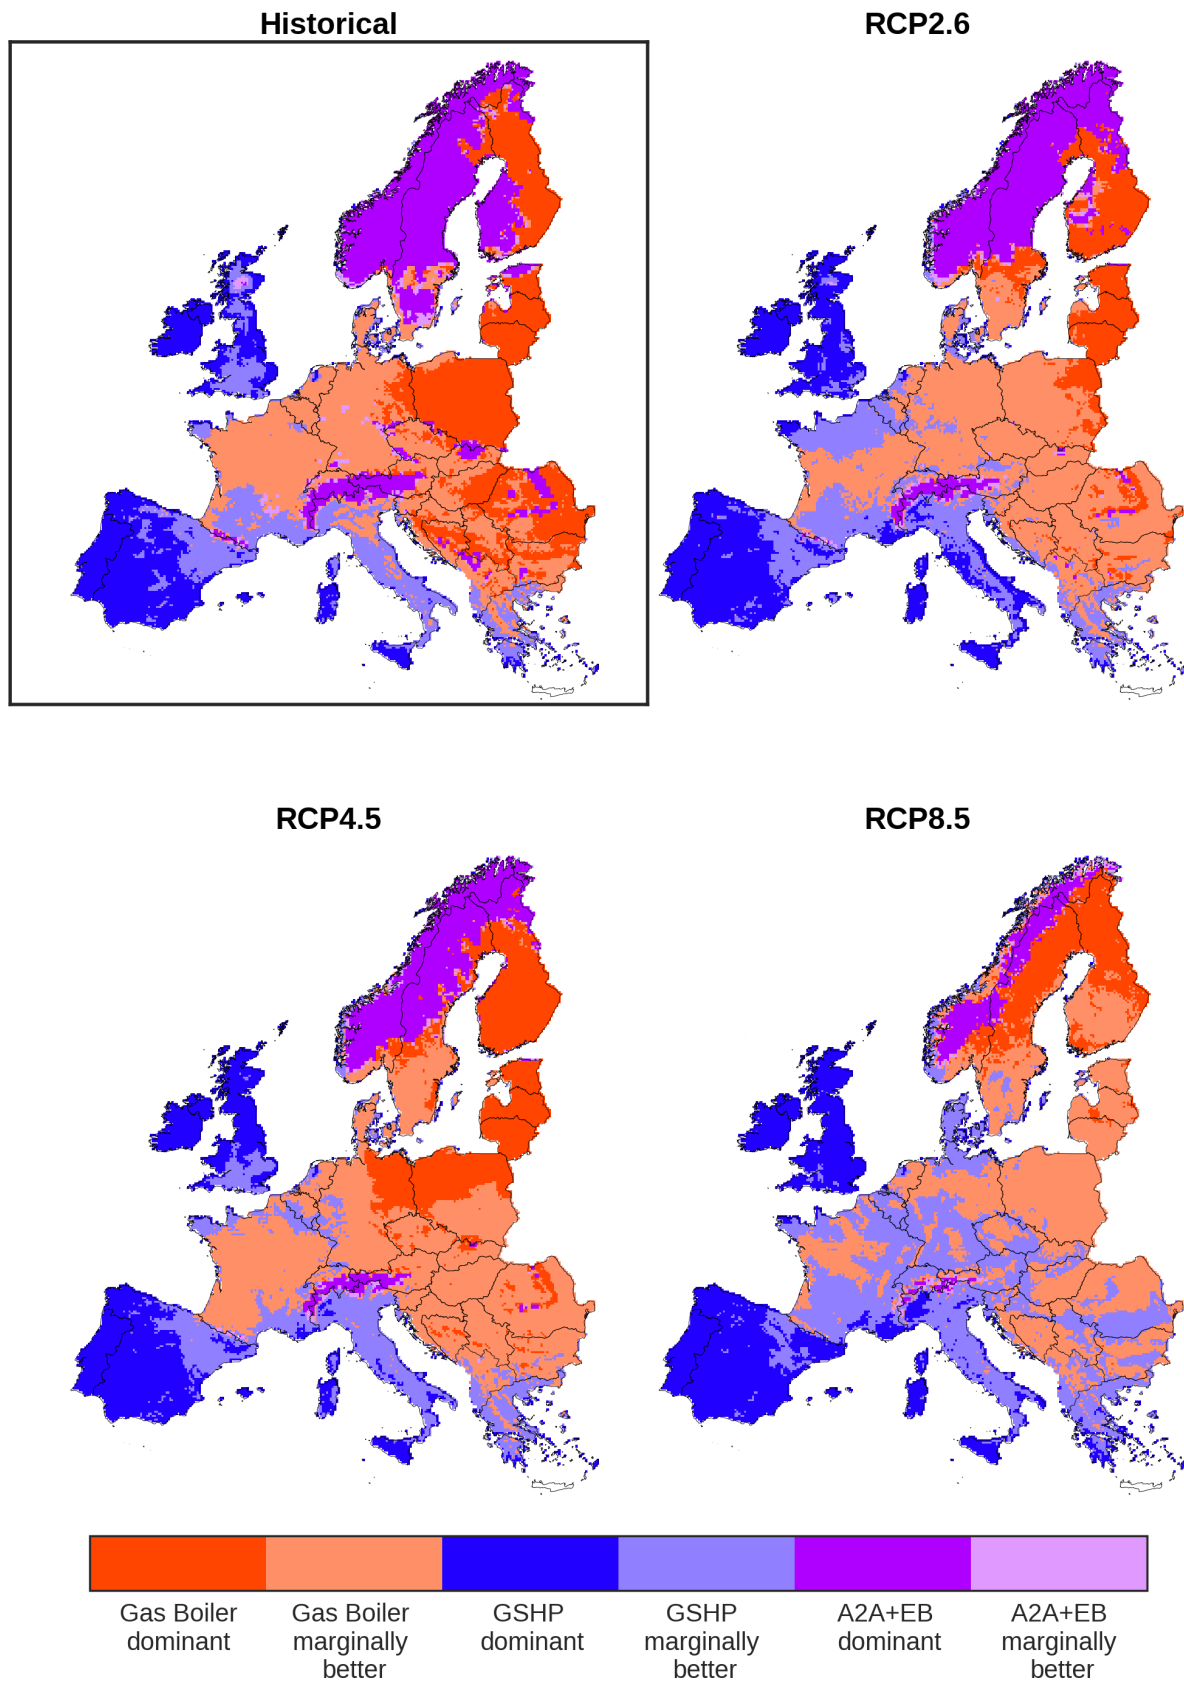 Historical
RCP2.6
RCP4.5
RCP8.5
Gas Boiler dominant
Gas Boiler marginally better
GSHP dominant
GSHP marginally better
A2A+EB dominant
A2A+EB marginally better